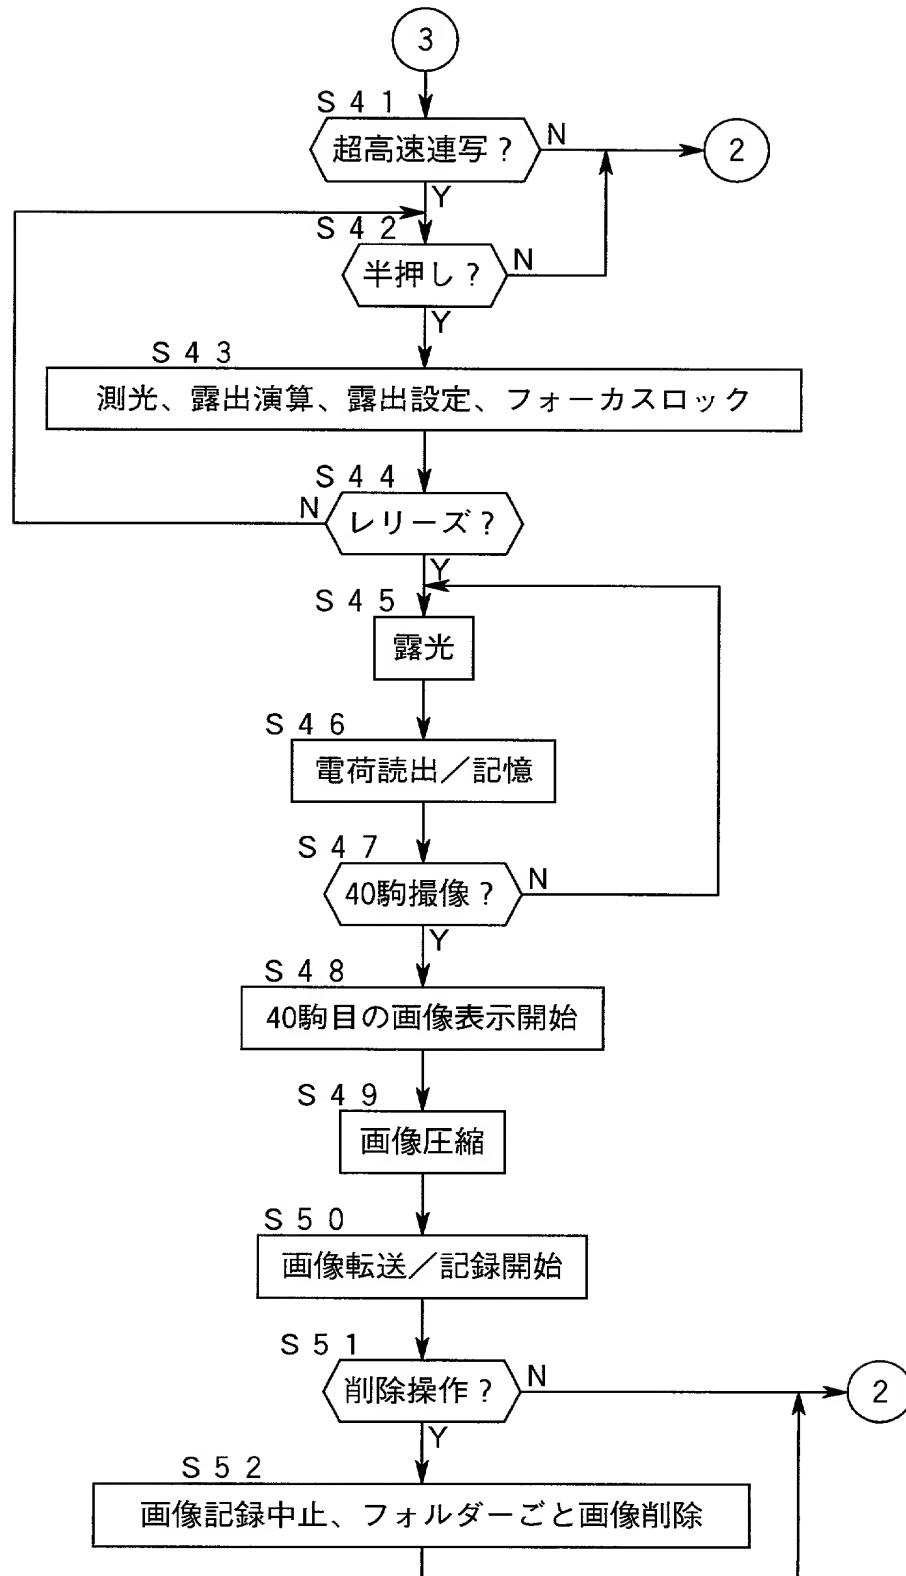 3
S41
超高速連写?
N
2
Y
S42
半押し?
N
Y
S43
測光、露出演算、露出設定、フォーカスロック
S44
N
レリーズ?
Y
S45
露光
S46
電荷読出/記憶
S47
40駒撮像?
N
Y
S48
40駒目の画像表示開始
S49
画像圧縮
S50
画像転送/記録開始
S51
削除操作?
N
2
Y
S52
画像記録中止、フォルダーごと画像削除